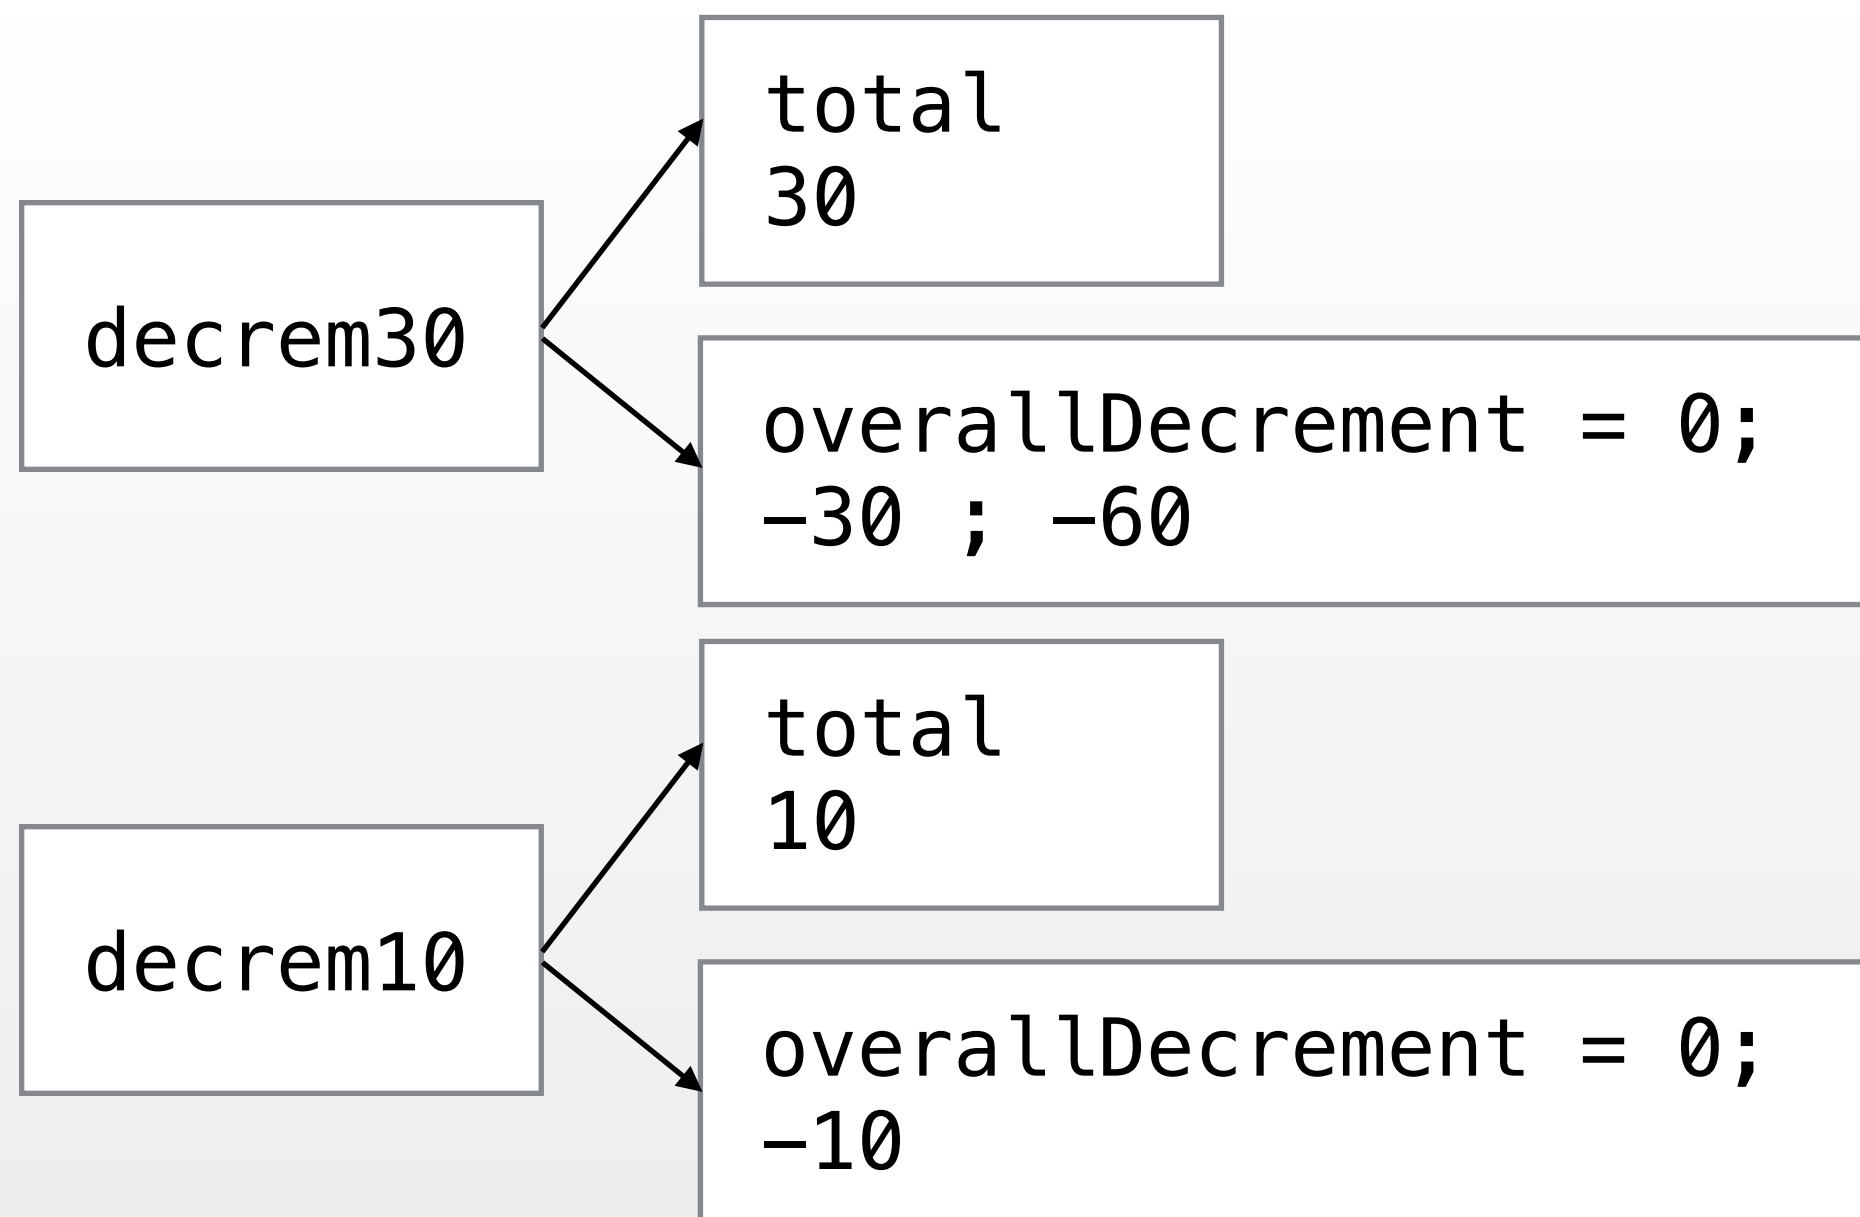 total
30
decrem30
overallDecrement = 0;
–30 ; –60
total
10
decrem10
overallDecrement = 0;
–10